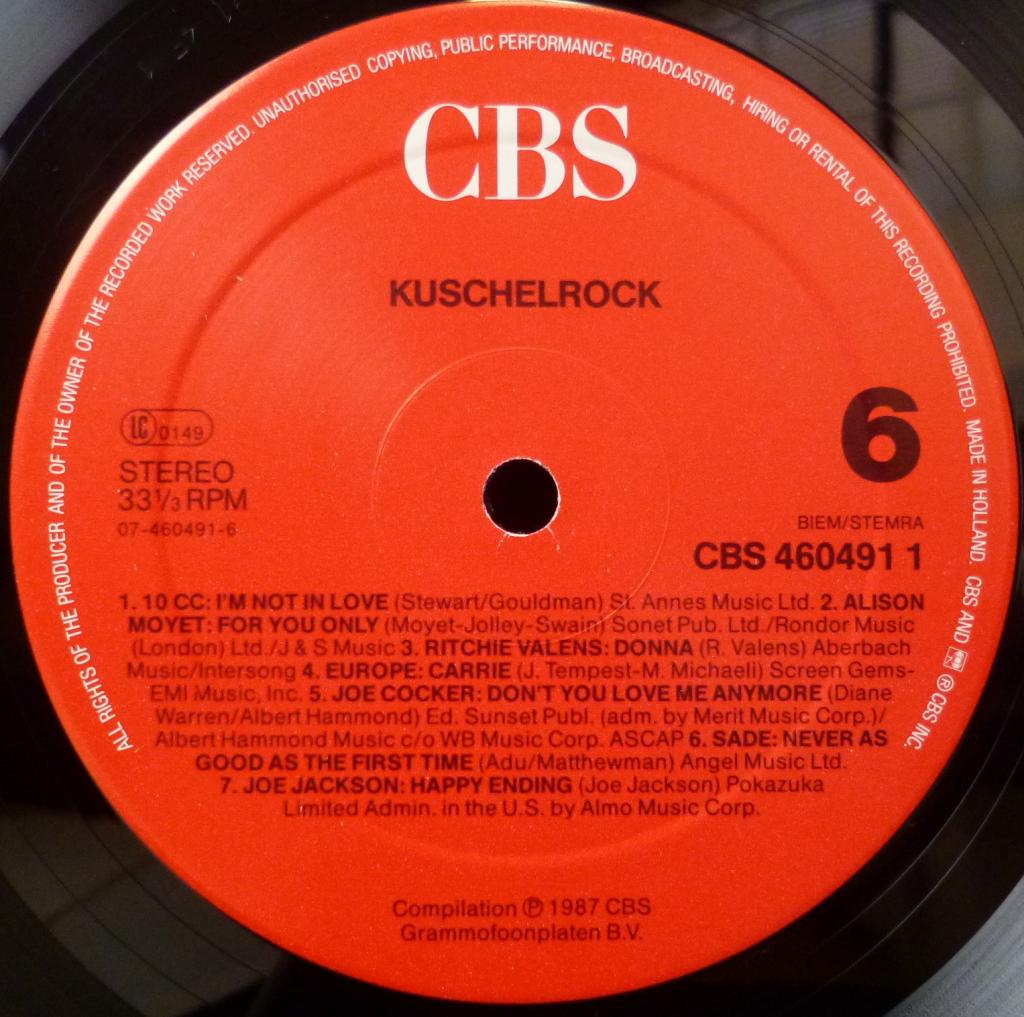 ALL RIGHTS OF THE PRODUCER AND OF THE OWNER OF THE RECORDED WORK RESERVED. UNAUTHORISED COPYING, PUBLIC PERFORMANCE, BROADCASTING, HIRING OR RENTAL OF THIS RECORDING PROHIBITED. MADE IN HOLLAND. CBS AND ® CBS INC.
CBS
KUSCHELROCK
6
LC 0149
STEREO
33 1/3 RPM
07-460491-6
BIEM/STEMRA
CBS 460491 1
1. 10 CC: I'M NOT IN LOVE (Stewart/Gouldman) St. Annes Music Ltd. 2. ALISON
MOYET: FOR YOU ONLY (Moyet-Jolley-Swain) Sonet Pub. Ltd./Rondor Music
(London) Ltd./J & S Music 3. RITCHIE VALENS: DONNA (R. Valens) Aberbach
Music/Intersong 4. EUROPE: CARRIE (J. Tempest-M. Michaeli) Screen Gems-
EMI Music, Inc. 5. JOE COCKER: DON'T YOU LOVE ME ANYMORE (Diane
Warren/Albert Hammond) Ed. Sunset Publ. (adm. by Merit Music Corp.)/
Albert Hammond Music c/o WB Music Corp. ASCAP 6. SADE: NEVER AS
GOOD AS THE FIRST TIME (Adu/Matthewman) Angel Music Ltd.
7. JOE JACKSON: HAPPY ENDING (Joe Jackson) Pokazuka
Limited Admin. in the U.S. by Almo Music Corp.
Compilation ℗ 1987 CBS
Grammofoonplaten B.V.